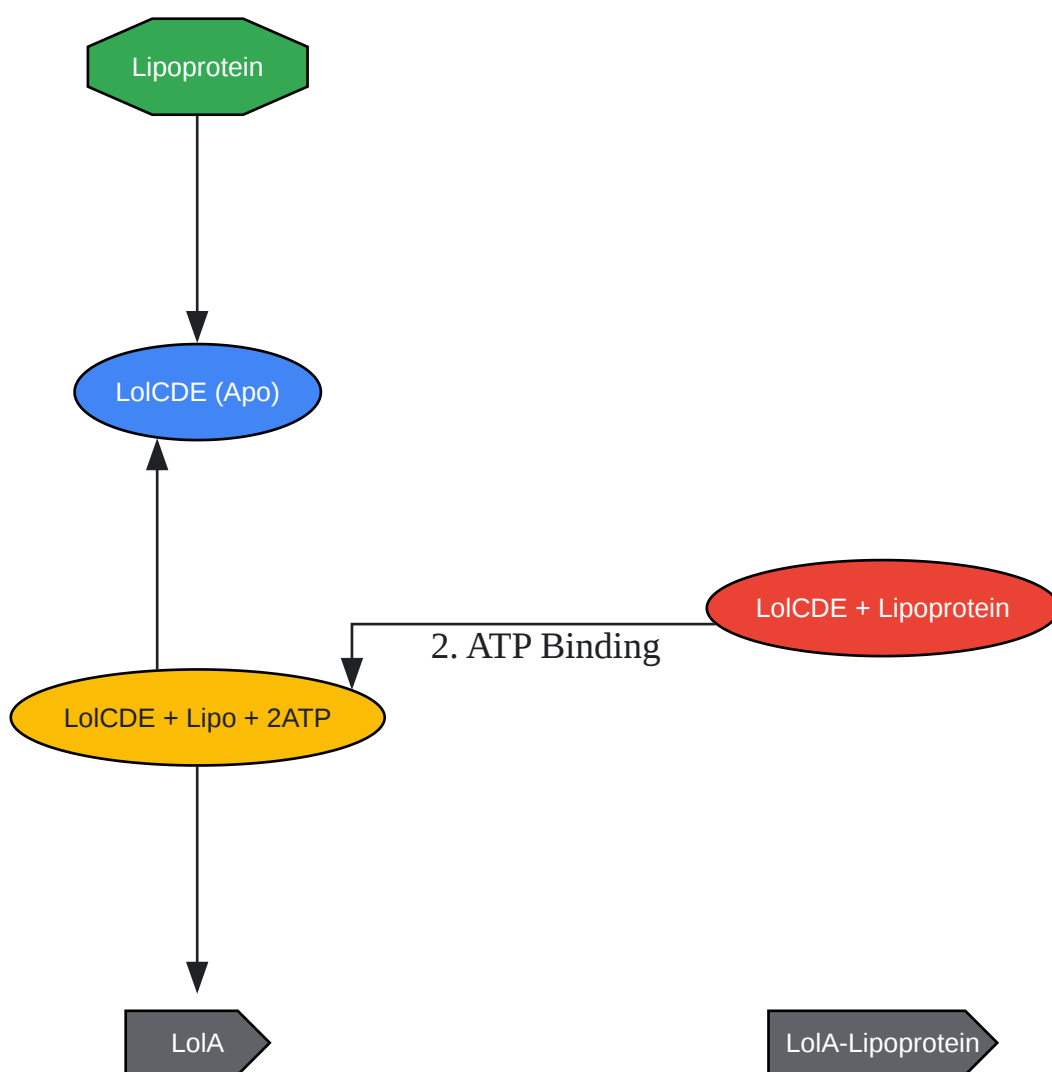 Lipoprotein
LolCDE (Apo)
LolCDE + Lipoprotein
2. ATP Binding
LolCDE + Lipo + 2ATP
LolA
LolA-Lipoprotein